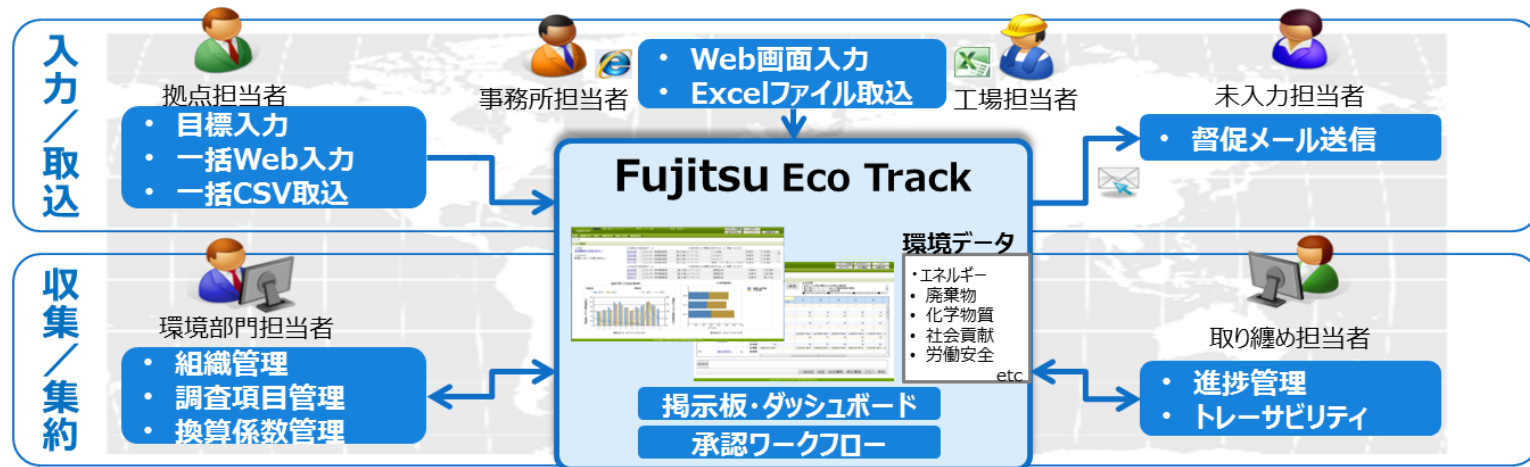 入力／取込
拠点担当者
・ 目標入力
・ 一括Web入力
・ 一括CSV取込
事務所担当者
・ Web画面入力
・ Excelファイル取込
工場担当者
未入力担当者
・ 督促メール送信
Fujitsu Eco Track
環境データ
・エネルギー
・ 廃棄物
・ 化学物質
・ 社会貢献
・ 労働安全
etc
掲示板・ダッシュボード
承認ワークフロー
収集／集約
環境部門担当者
・ 組織管理
・ 調査項目管理
・ 換算係数管理
取り纏め担当者
・ 進捗管理
・ トレーサビリティ